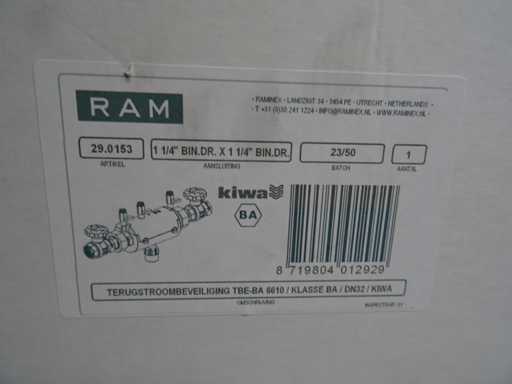 RAM
• RAMINEX • LANDZIGT 34 • 3454 PE • UTRECHT • NETHERLANDS •
• T +31 (0)30 241 1224 • INFO@RAMINEX.NL • WWW.RAMINEX.NL •
29.0153
ARTIKEL
1 1/4" BIN.DR. X 1 1/4" BIN.DR.
AANSLUITING
23/50
BATCH
1
AANTAL
kiwa
BA
8 719804 012929
TERUGSTROOMBEVEILIGING TBE-BA 6610 / KLASSE BA / DN32 / KIWA
OMSCHRIJVING